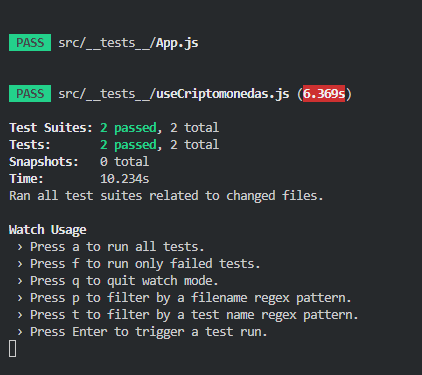 PASS src/__tests__/App.js
PASS src/__tests__/useCriptomonedas.js (6.369s)
Test Suites: 2 passed, 2 total
Tests: 2 passed, 2 total
Snapshots: 0 total
Time: 10.234s
Ran all test suites related to changed files.
Watch Usage
› Press a to run all tests.
› Press f to run only failed tests.
› Press q to quit watch mode.
› Press p to filter by a filename regex pattern.
› Press t to filter by a test name regex pattern.
› Press Enter to trigger a test run.